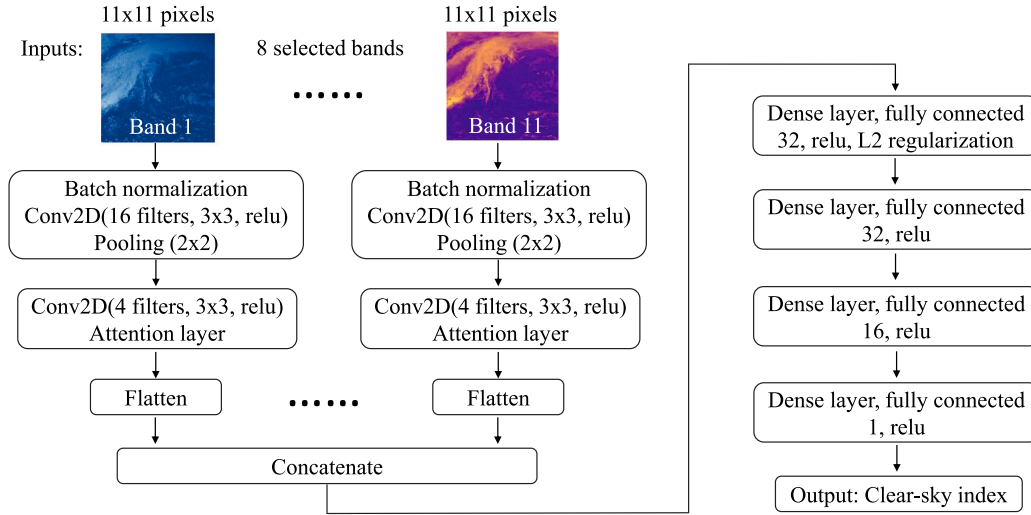 11x11 pixels
11x11 pixels
Inputs:
8 selected bands
Band 1
Band 11
Batch normalization
Conv2D(16 filters, 3x3, relu)
Pooling (2x2)
Batch normalization
Conv2D(16 filters, 3x3, relu)
Pooling (2x2)
Conv2D(4 filters, 3x3, relu)
Attention layer
Conv2D(4 filters, 3x3, relu)
Attention layer
Flatten
Flatten
Concatenate
Dense layer, fully connected
32, relu, L2 regularization
Dense layer, fully connected
32, relu
Dense layer, fully connected
16, relu
Dense layer, fully connected
1, relu
Output: Clear-sky index